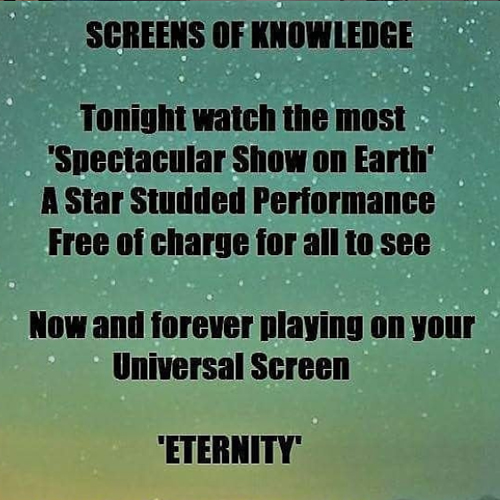 SCREENS OF KNOWLEDGE
Tonight watch the most
'Spectacular Show on Earth'
A Star Studded Performance
Free of charge for all to see
Now and forever playing on your
Universal Screen
'ETERNITY'